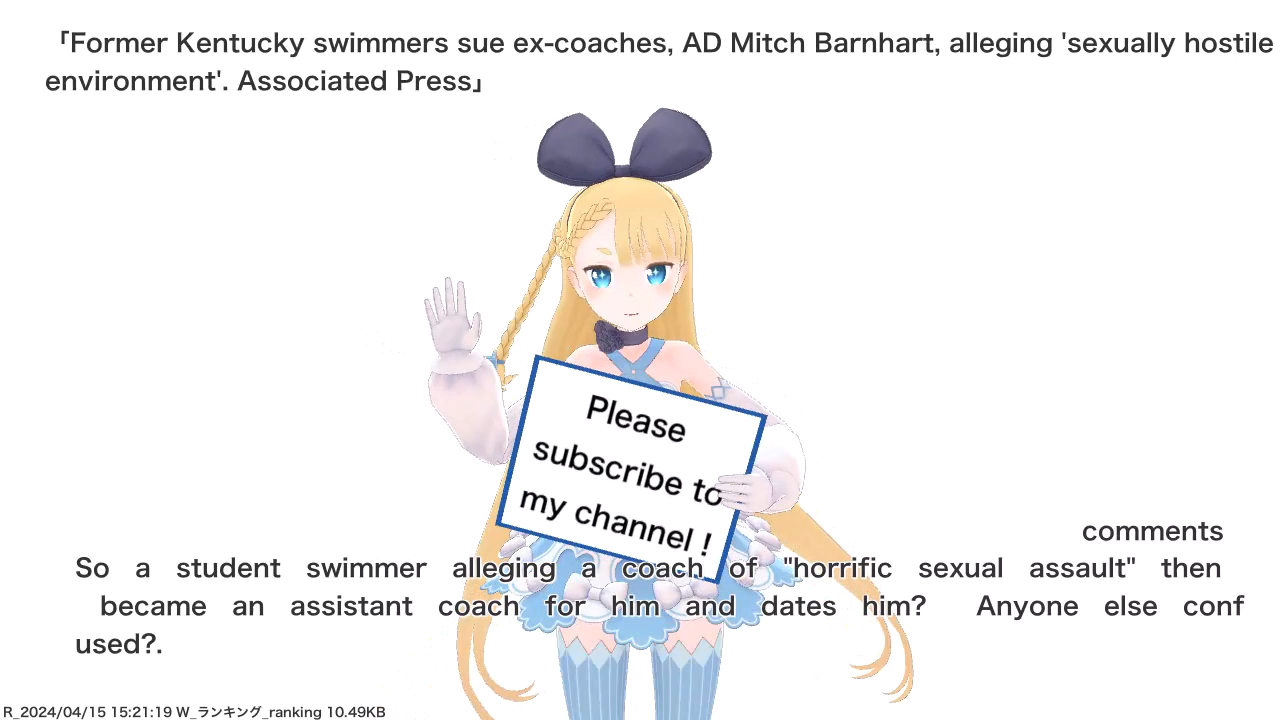 「Former Kentucky swimmers sue ex-coaches, AD Mitch Barnhart, alleging 'sexually hostile
environment'. Associated Press」
Please
subscribe to
my channel !
comments
So a student swimmer alleging a coach of "horrific sexual assault" then
became an assistant coach for him and dates him? Anyone else conf
used?.
R_2024/04/15 15:21:19 W_ランキング_ranking 10.49KB